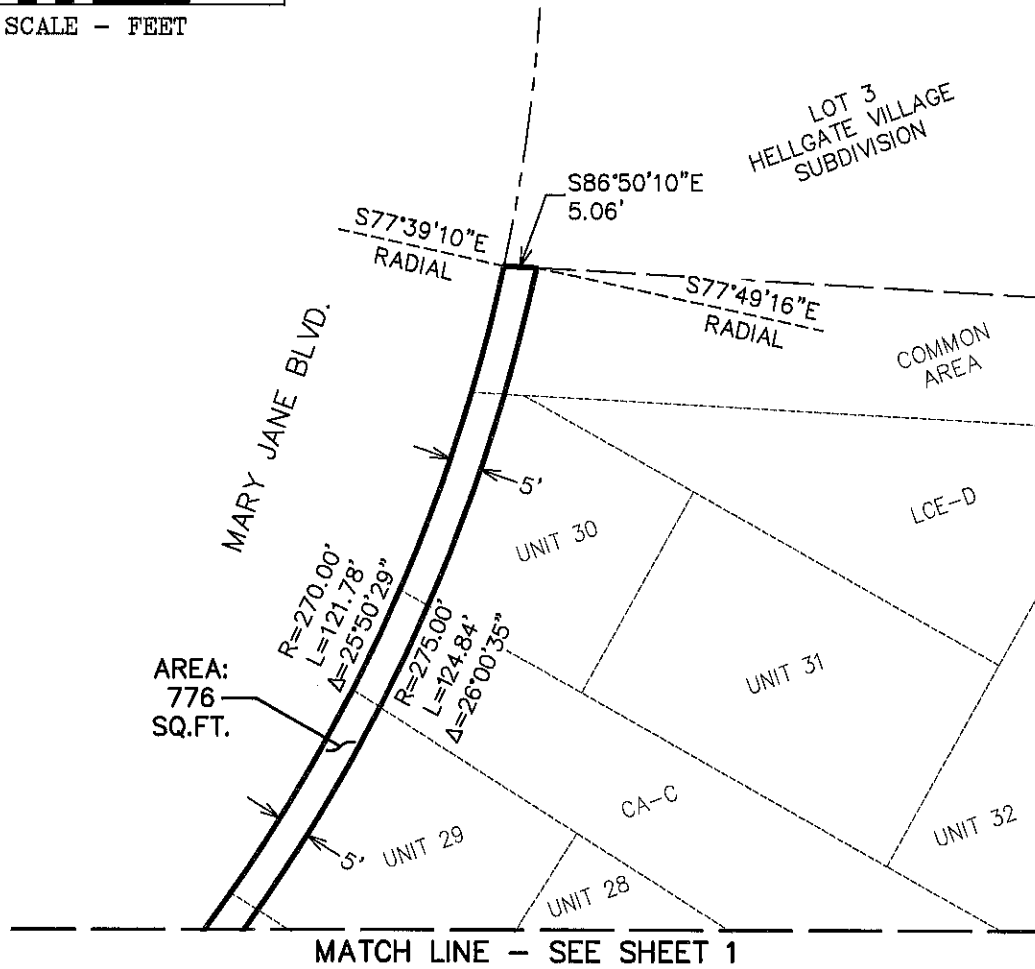 SCALE - FEET
LOT 3
HELLGATE VILLAGE
SUBDIVISION
S86°50'10"E
5.06'
S77°39'10"E
RADIAL
S77°49'16"E
RADIAL
COMMON
AREA
MARY JANE BLVD.
5'
UNIT 30
LCE-D
R=270.00'
L=121.78'
Δ=25°50'29"
R=275.00'
L=124.84'
Δ=26°00'35"
UNIT 31
AREA:
776
SQ.FT.
CA-C
UNIT 32
5'
UNIT 29
UNIT 28
MATCH LINE - SEE SHEET 1